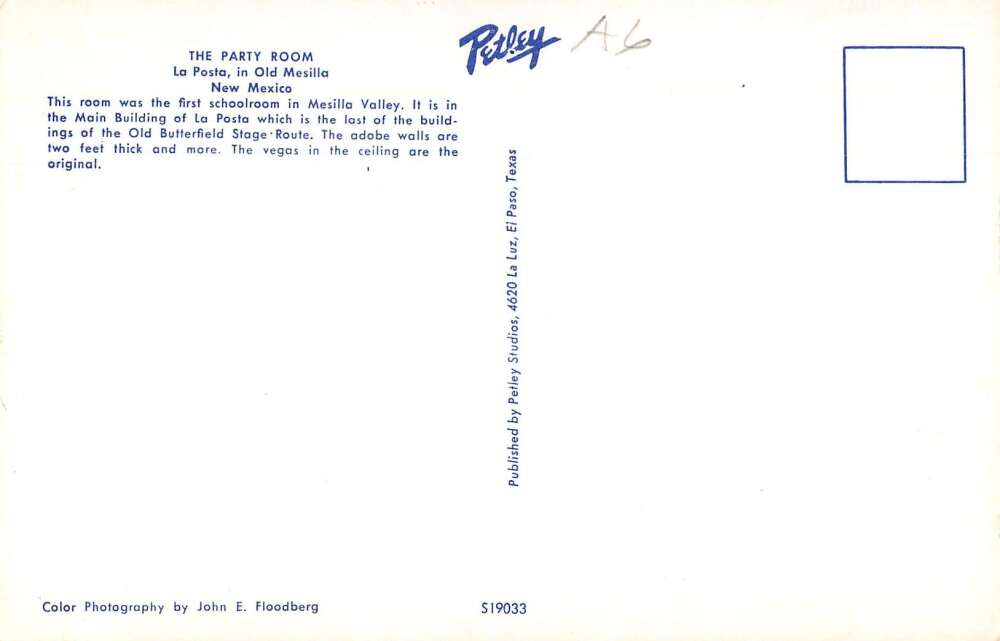 THE PARTY ROOM
La Posta, in Old Mesilla
New Mexico
This room was the first schoolroom in Mesilla Valley. It is in
the Main Building of La Posta which is the last of the build-
ings of the Old Butterfield Stage Route. The adobe walls are
two feet thick and more. The vegas in the ceiling are the
original.
Petley
A6
Published by Petley Studios, 4620 La Luz, El Paso, Texas
Color Photography by John E. Floodberg
S19033